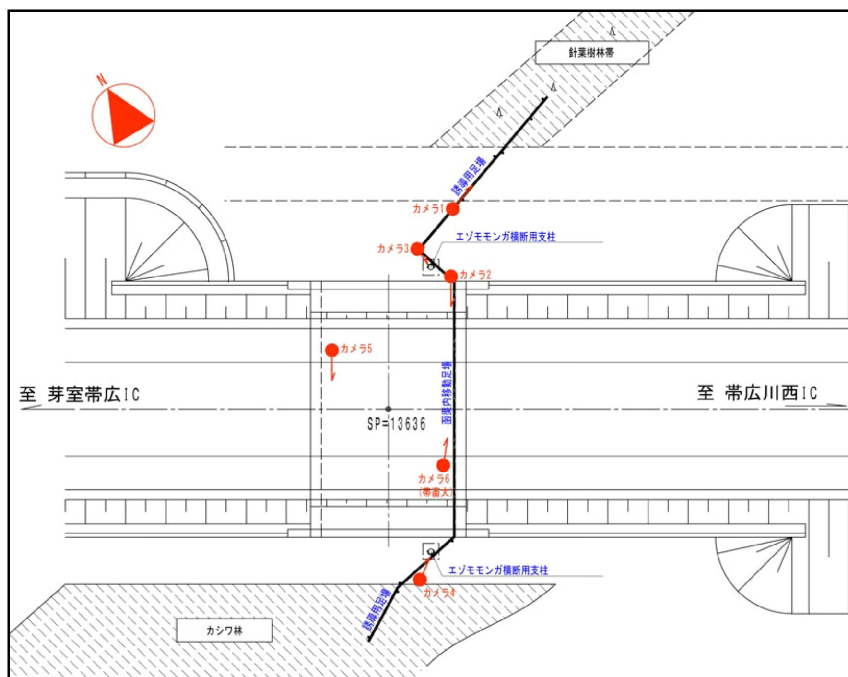 針葉樹林帯
N
誘導用足場
カメラ1
カメラ3
エゾモモンガ横断用支柱
カメラ2
カメラ5
至 芽室帯広IC
至 帯広川西IC
函渠内移動足場
SP=13636
カメラ6
(帯畜大)
エゾモモンガ横断用支柱
カメラ4
誘導用足場
カシワ林